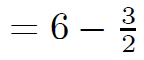 = 6 − 3/2